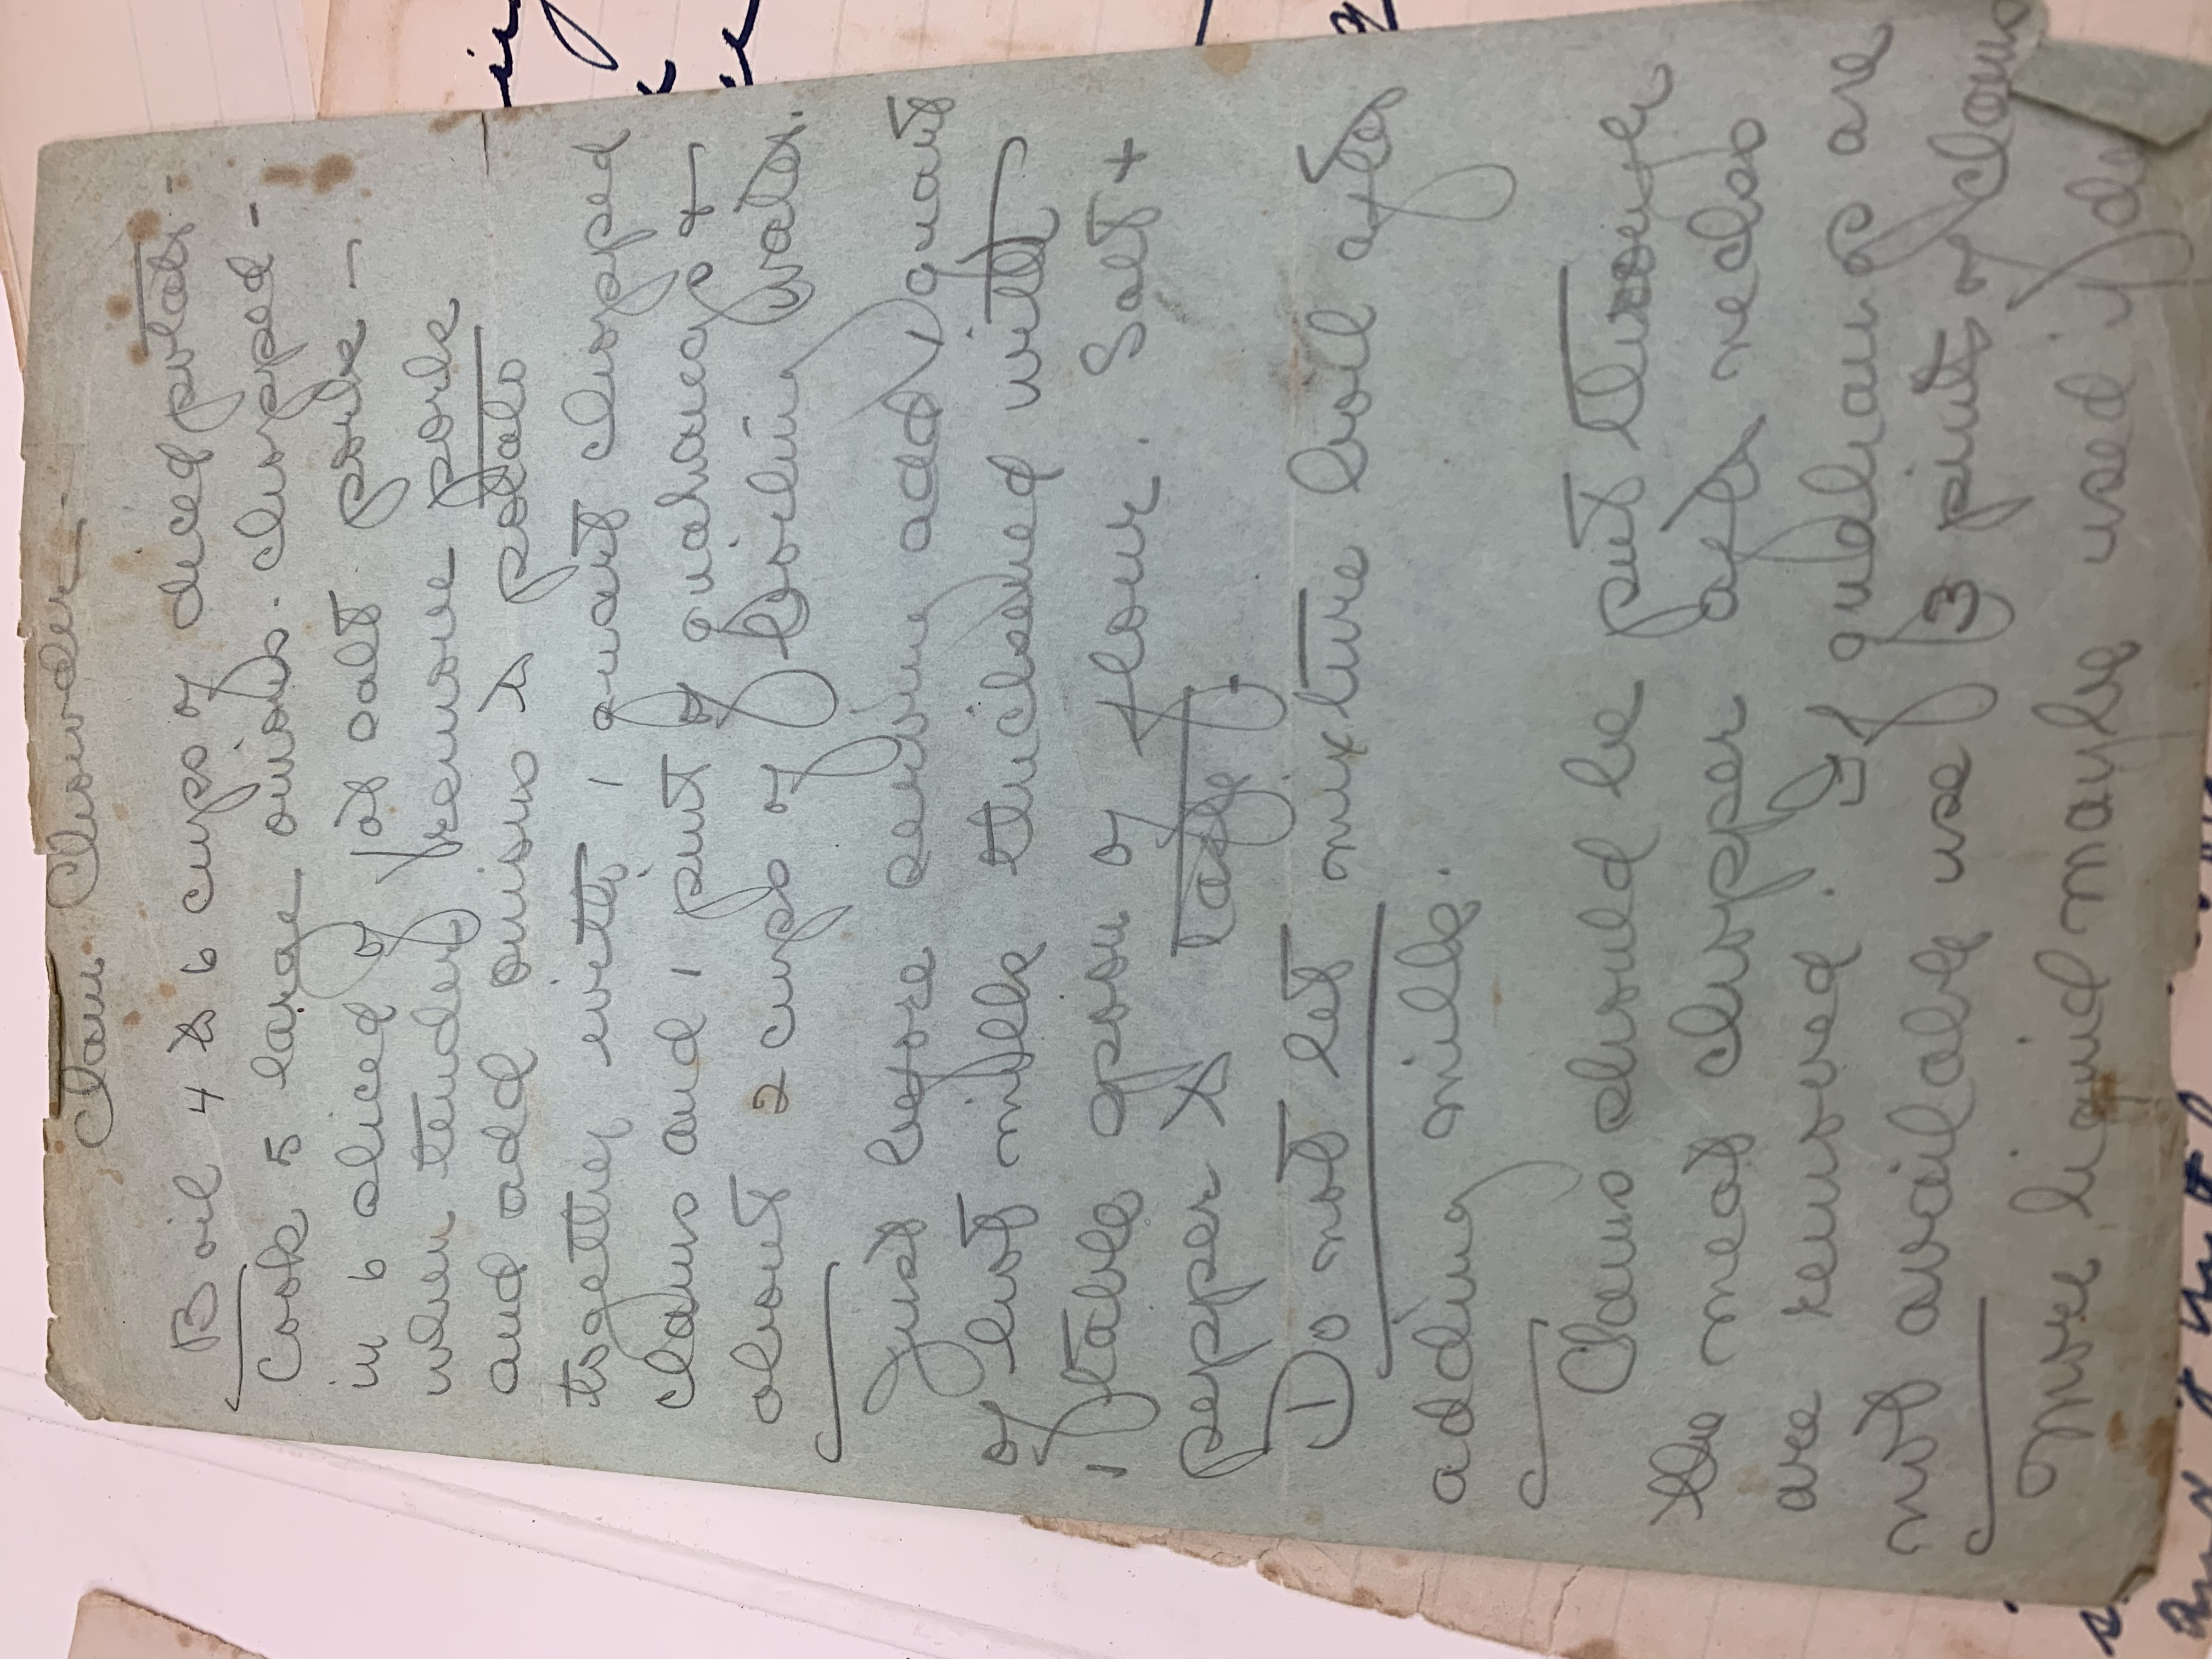 Clam Chowder -
Boil 4 to 6 cups of diced potato -
Cook 5 large onions - chopped -
in 6 sliced of fat salt pork -
when tender remove pork
and add onions to potato
together with 1 quart chopped
clams and 1 pint of quahaugs +
about 2 cups of boiling water.
Just before serving add 1 quart
of hot milk thickened with
1 table spoon of flour. Salt +
pepper to taste -
Do not let mixture boil after
adding milk.
Clams should be put through
the meat chopper after necks
are removed. If quahaugs are
not available use 3 pints of clams
More liquid maybe used if de